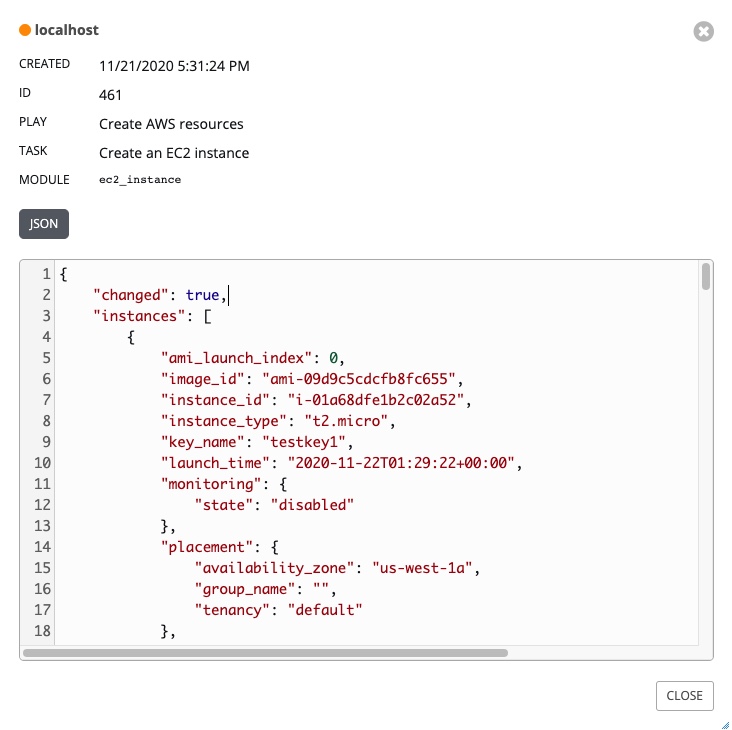 localhost
CREATED 11/21/2020 5:31:24 PM
ID 461
PLAY Create AWS resources
TASK Create an EC2 instance
MODULE ec2_instance
JSON
1 {
2     "changed": true,
3     "instances": [
4         {
5             "ami_launch_index": 0,
6             "image_id": "ami-09d9c5cdcfb8fc655",
7             "instance_id": "i-01a68dfe1b2c02a52",
8             "instance_type": "t2.micro",
9             "key_name": "testkey1",
10             "launch_time": "2020-11-22T01:29:22+00:00",
11             "monitoring": {
12                 "state": "disabled"
13             },
14             "placement": {
15                 "availability_zone": "us-west-1a",
16                 "group_name": "",
17                 "tenancy": "default"
18             },
CLOSE